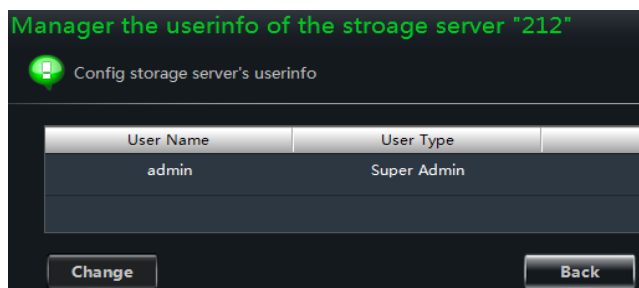 Manager the userinfo of the stroage server "212"
Config storage server's userinfo
User Name User Type
admin Super Admin
Change Back